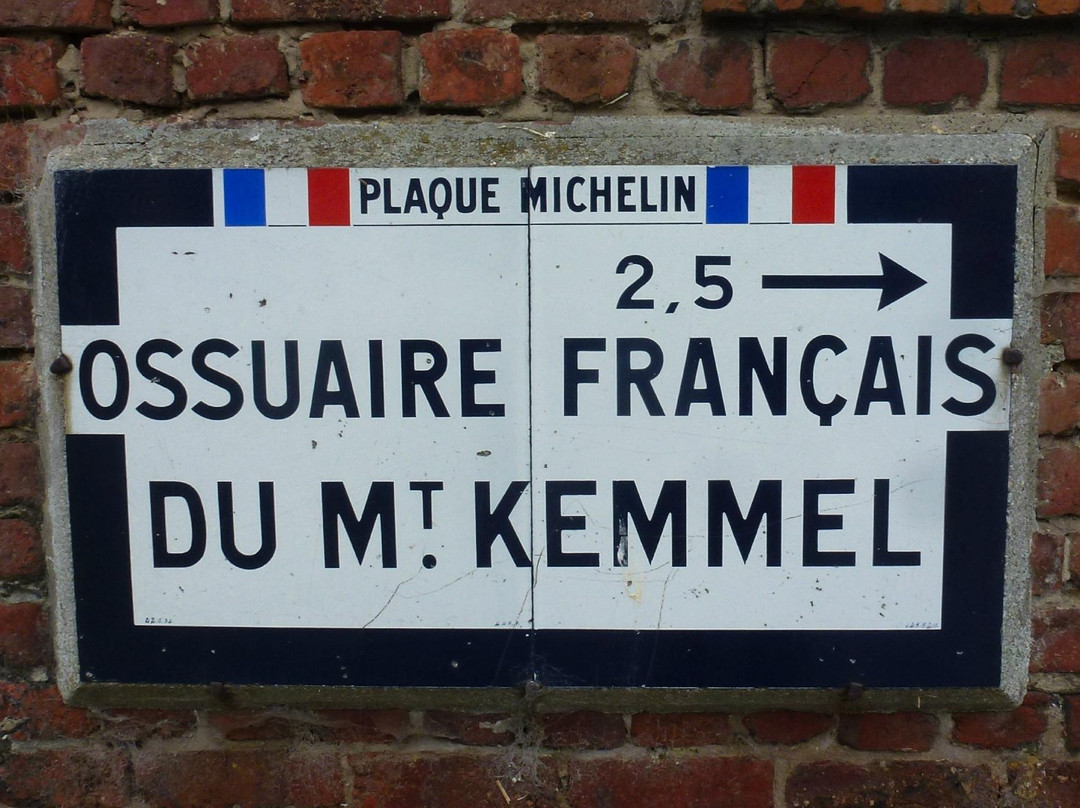 PLAQUE MICHELIN
2,5
OSSUAIRE FRANÇAIS
DU MT. KEMMEL